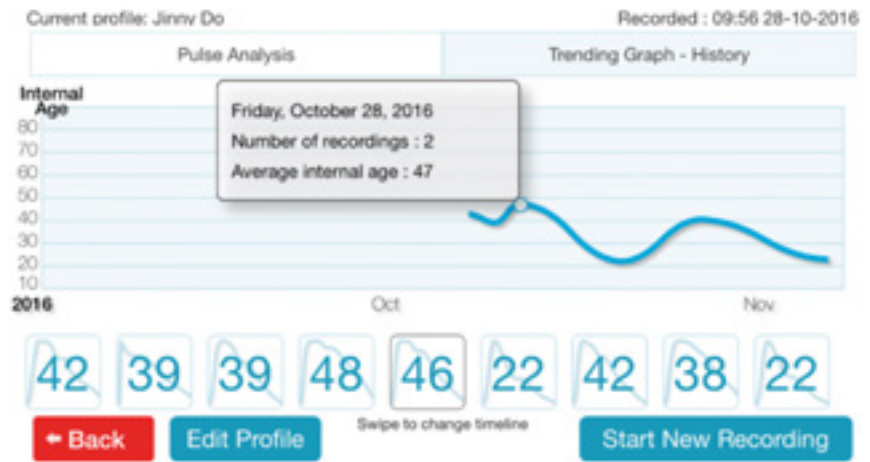 Current profile: Jinny Do
Recorded : 09:56 28-10-2016
Pulse Analysis
Trending Graph - History
Internal
Age
Friday, October 28, 2016
Number of recordings : 2
Average internal age : 47
80
70
60
50
40
30
20
10
2016
Oct
Nov
42 39 39 48 46 22 42 38 22
Swipe to change timeline
Back
Edit Profile
Start New Recording